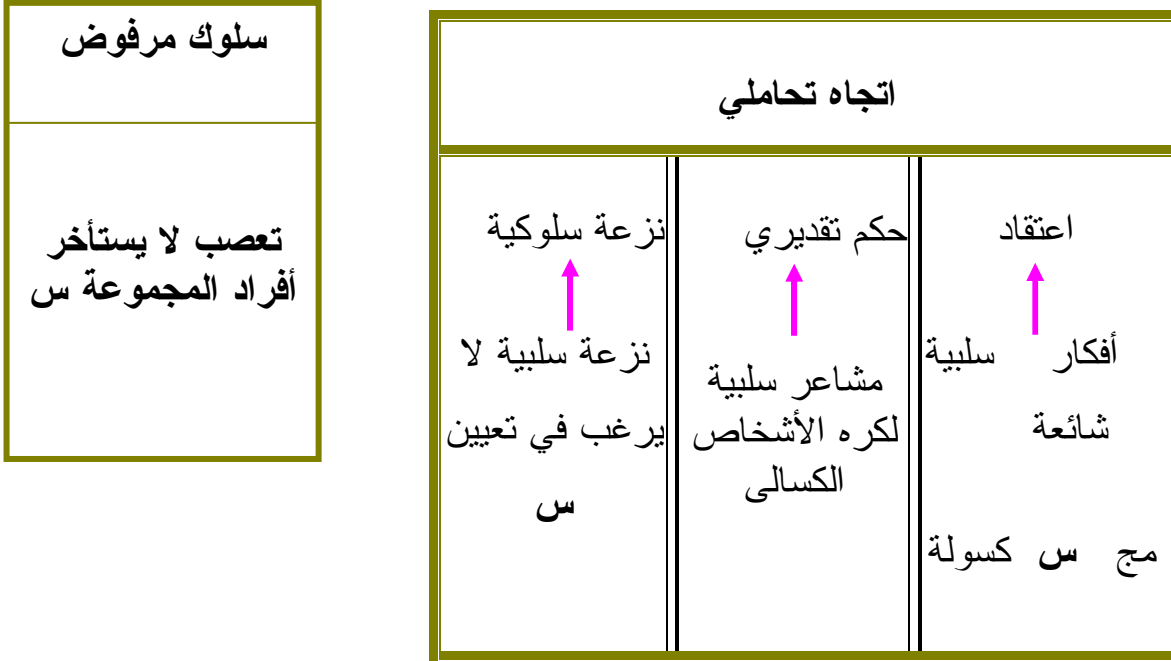 اتجاه تحاملي
اعتقاد
أفكار سلبية
شائعة
مج س كسولة
حكم تقديري
مشاعر سلبية
لكره الأشخاص
الكسالى
نزعة سلوكية
نزعة سلبية لا
يرغب في تعيين
س
سلوك مرفوض
تعصب لا يستأخر
أفراد المجموعة س